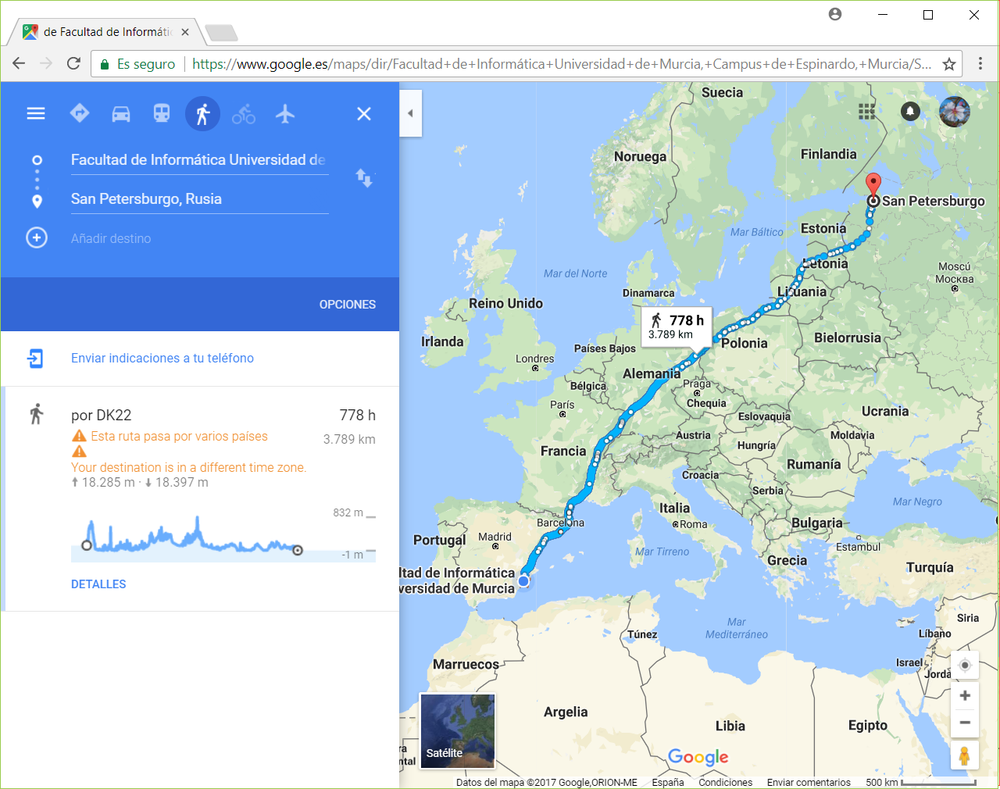 de Facultad de Informátic
Es seguro
https://www.google.es/maps/dir/Facultad+de+Informática+Universidad+de+Murcia,+Campus+de+Espinardo,+Murcia/S...
Facultad de Informática Universidad de
San Petersburgo, Rusia
Añadir destino
OPCIONES
Enviar indicaciones a tu teléfono
por DK22
778 h
Esta ruta pasa por varios países
3.789 km
Your destination is in a different time zone.
18.285 m · 18.397 m
832 m
-1 m
DETALLES
Suecia
Finlandia
Noruega
San Petersburgo
Estonia
Mar Báltico
Letonia
Moscú
Москва
Mar del Norte
Dinamarca
Lituania
Reino Unido
778 h
3.789 km
Irlanda
Países Bajos
Polonia
Bielorrusia
Londres
Alemania
Bélgica
Praga
París
Chequia
Ucrania
Eslovaquia
Austria
Moldavia
Francia
Hungría
Rumanía
Croacia
Serbia
Mar Negro
Italia
Barcelona
Roma
Bulgaria
Portugal
Madrid
Estambul
Mar Tirreno
Grecia
Turquía
ltad de Informática
versidad de Murcia
Siria
Mar
Mediterráneo
Túnez
Líbano
Marruecos
Israel
Jorda
Argelia
Libia
Egipto
ra
ntal
Satélite
Google
Datos del mapa ©2017 Google,ORION-ME
España
Condiciones
Enviar comentarios
500 km